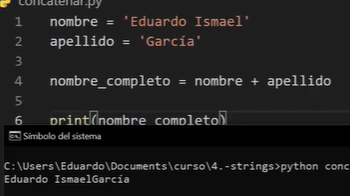 concatenar.py
1 nombre = 'Eduardo Ismael'
2 apellido = 'García'
3
4 nombre_completo = nombre + apellido
5
6 print(nombre_completo)
Símbolo del sistema
C:\Users\Eduardo\Documents\curso\4.-strings>python conc
Eduardo IsmaelGarcía